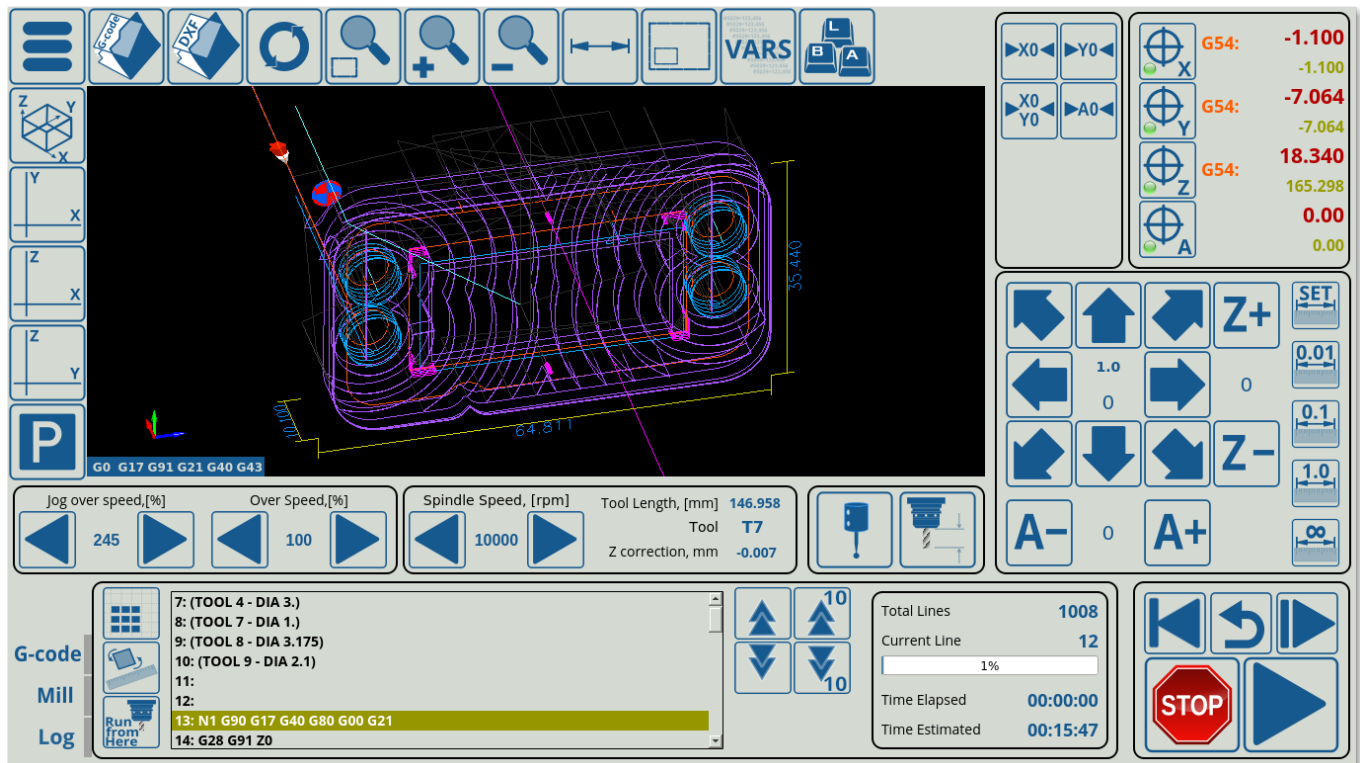 G-code
DXF
VARS
L
B A
X0 Y0
X0
Y0
A0
X
G54: -1.100
-1.100
Y
G54: -7.064
-7.064
Z
G54: 18.340
165.298
A
0.00
0.00
Z Y
X
Y
X
Z
X
Z
Y
P
35.440
64.811
10.100
G0 G17 G91 G21 G40 G43
Z+
1.0
0
0
Z-
A-
0
A+
SET
0.01
0.1
1.0
∞
Jog over speed,[%]
245
Over Speed,[%]
100
Spindle Speed, [rpm]
10000
Tool Length, [mm] 146.958
Tool T7
Z correction, mm -0.007
G-code
Mill
Log
Run
from
Here
7: (TOOL 4 - DIA 3.)
8: (TOOL 7 - DIA 1.)
9: (TOOL 8 - DIA 3.175)
10: (TOOL 9 - DIA 2.1)
11:
12:
13: N1 G90 G17 G40 G80 G00 G21
14: G28 G91 Z0
10
10
Total Lines 1008
Current Line 12
1%
Time Elapsed 00:00:00
Time Estimated 00:15:47
STOP